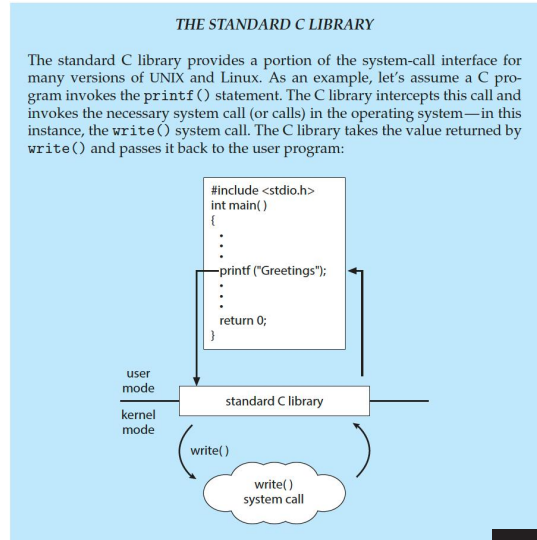 THE STANDARD C LIBRARY
The standard C library provides a portion of the system-call interface for
many versions of UNIX and Linux. As an example, let's assume a C pro-
gram invokes the printf() statement. The C library intercepts this call and
invokes the necessary system call (or calls) in the operating system—in this
instance, the write() system call. The C library takes the value returned by
write() and passes it back to the user program:
#include <stdio.h>
int main( )
{
printf ("Greetings");
return 0;
}
user
mode
standard C library
kernel
mode
write( )
write( )
system call